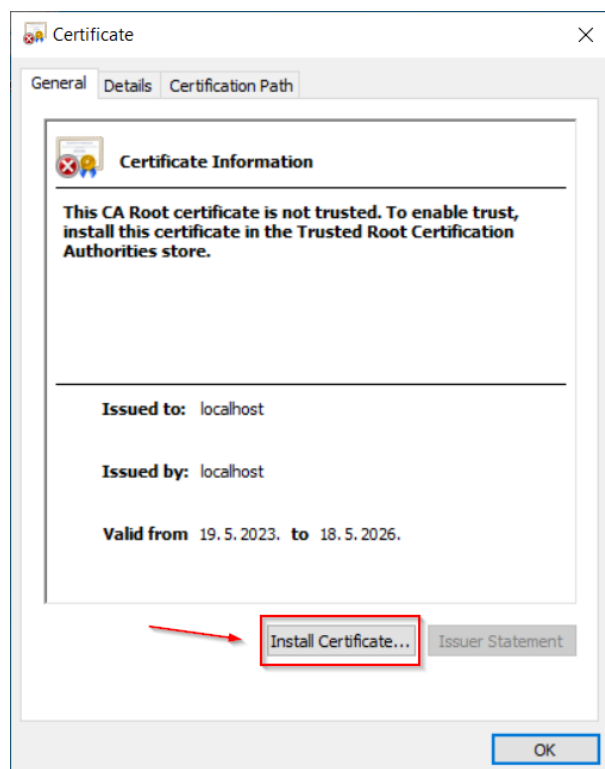 Certificate
General Details Certification Path
Certificate Information
This CA Root certificate is not trusted. To enable trust,
install this certificate in the Trusted Root Certification
Authorities store.
Issued to: localhost
Issued by: localhost
Valid from 19. 5. 2023. to 18. 5. 2026.
Install Certificate... Issuer Statement
OK